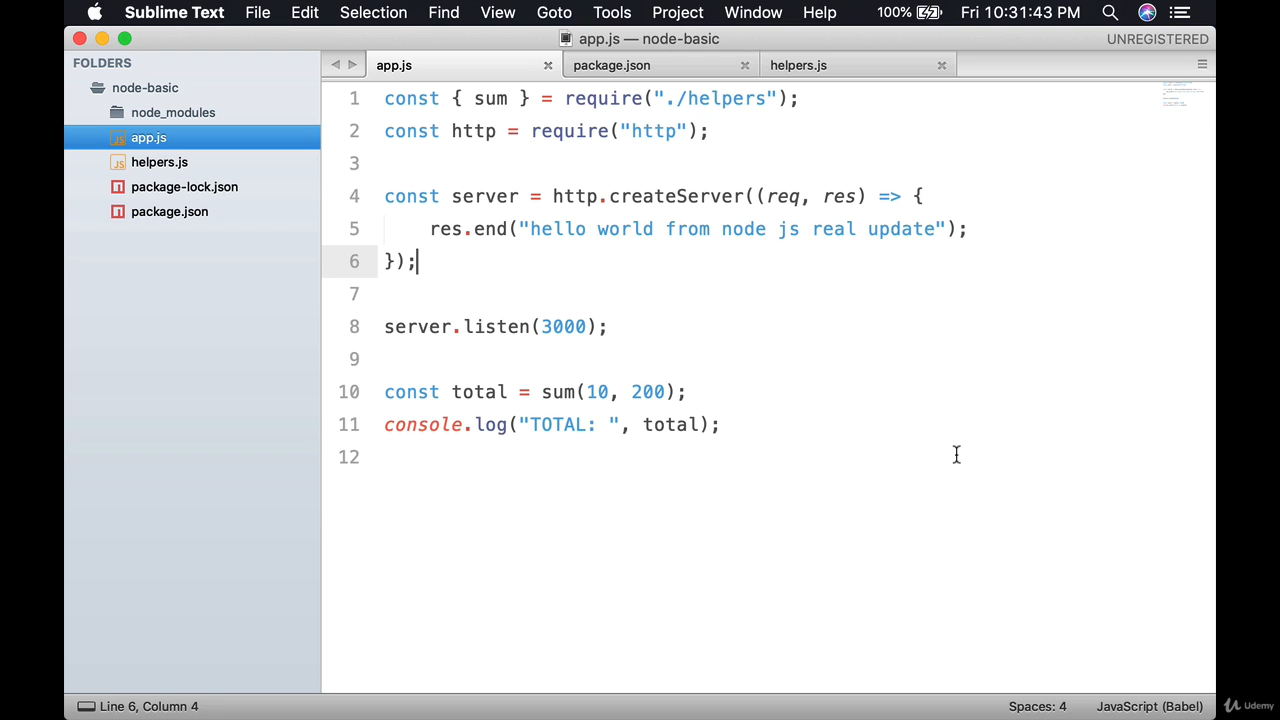 Sublime Text File Edit Selection Find View Goto Tools Project Window Help 100% Fri 10:31:43 PM
app.js — node-basic UNREGISTERED
FOLDERS
node-basic
node_modules
app.js
helpers.js
package-lock.json
package.json
app.js package.json helpers.js
1 const { sum } = require("./helpers");
2 const http = require("http");
3
4 const server = http.createServer((req, res) => {
5 res.end("hello world from node js real update");
6 });
7
8 server.listen(3000);
9
10 const total = sum(10, 200);
11 console.log("TOTAL: ", total);
12
Line 6, Column 4 Spaces: 4 JavaScript (Babel)
Udemy